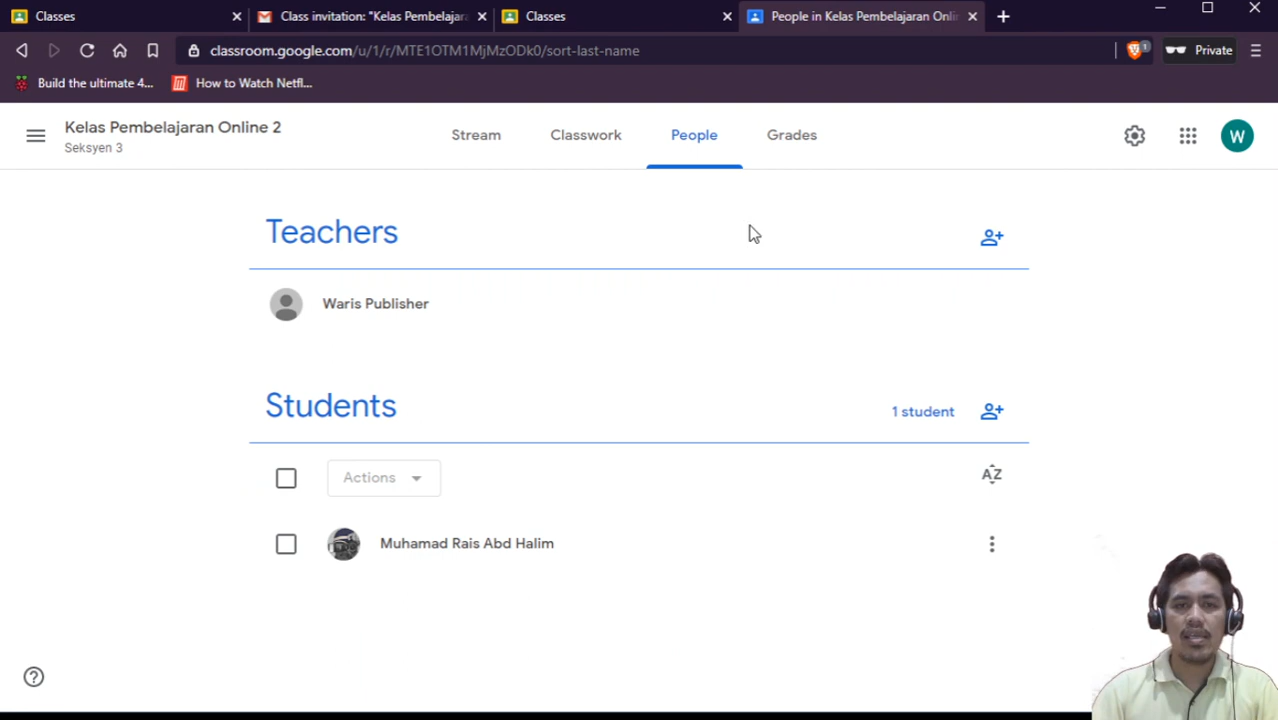 Classes
Class invitation: "Kelas Pembelajara
Classes
People in Kelas Pembelajaran Onli
classroom.google.com/u/1/r/MTE1OTM1MjMzODk0/sort-last-name
1
Private
Build the ultimate 4...
How to Watch Netfl...
Kelas Pembelajaran Online 2
Seksyen 3
Stream
Classwork
People
Grades
W
Teachers
Waris Publisher
Students
1 student
Actions
AZ
Muhamad Rais Abd Halim